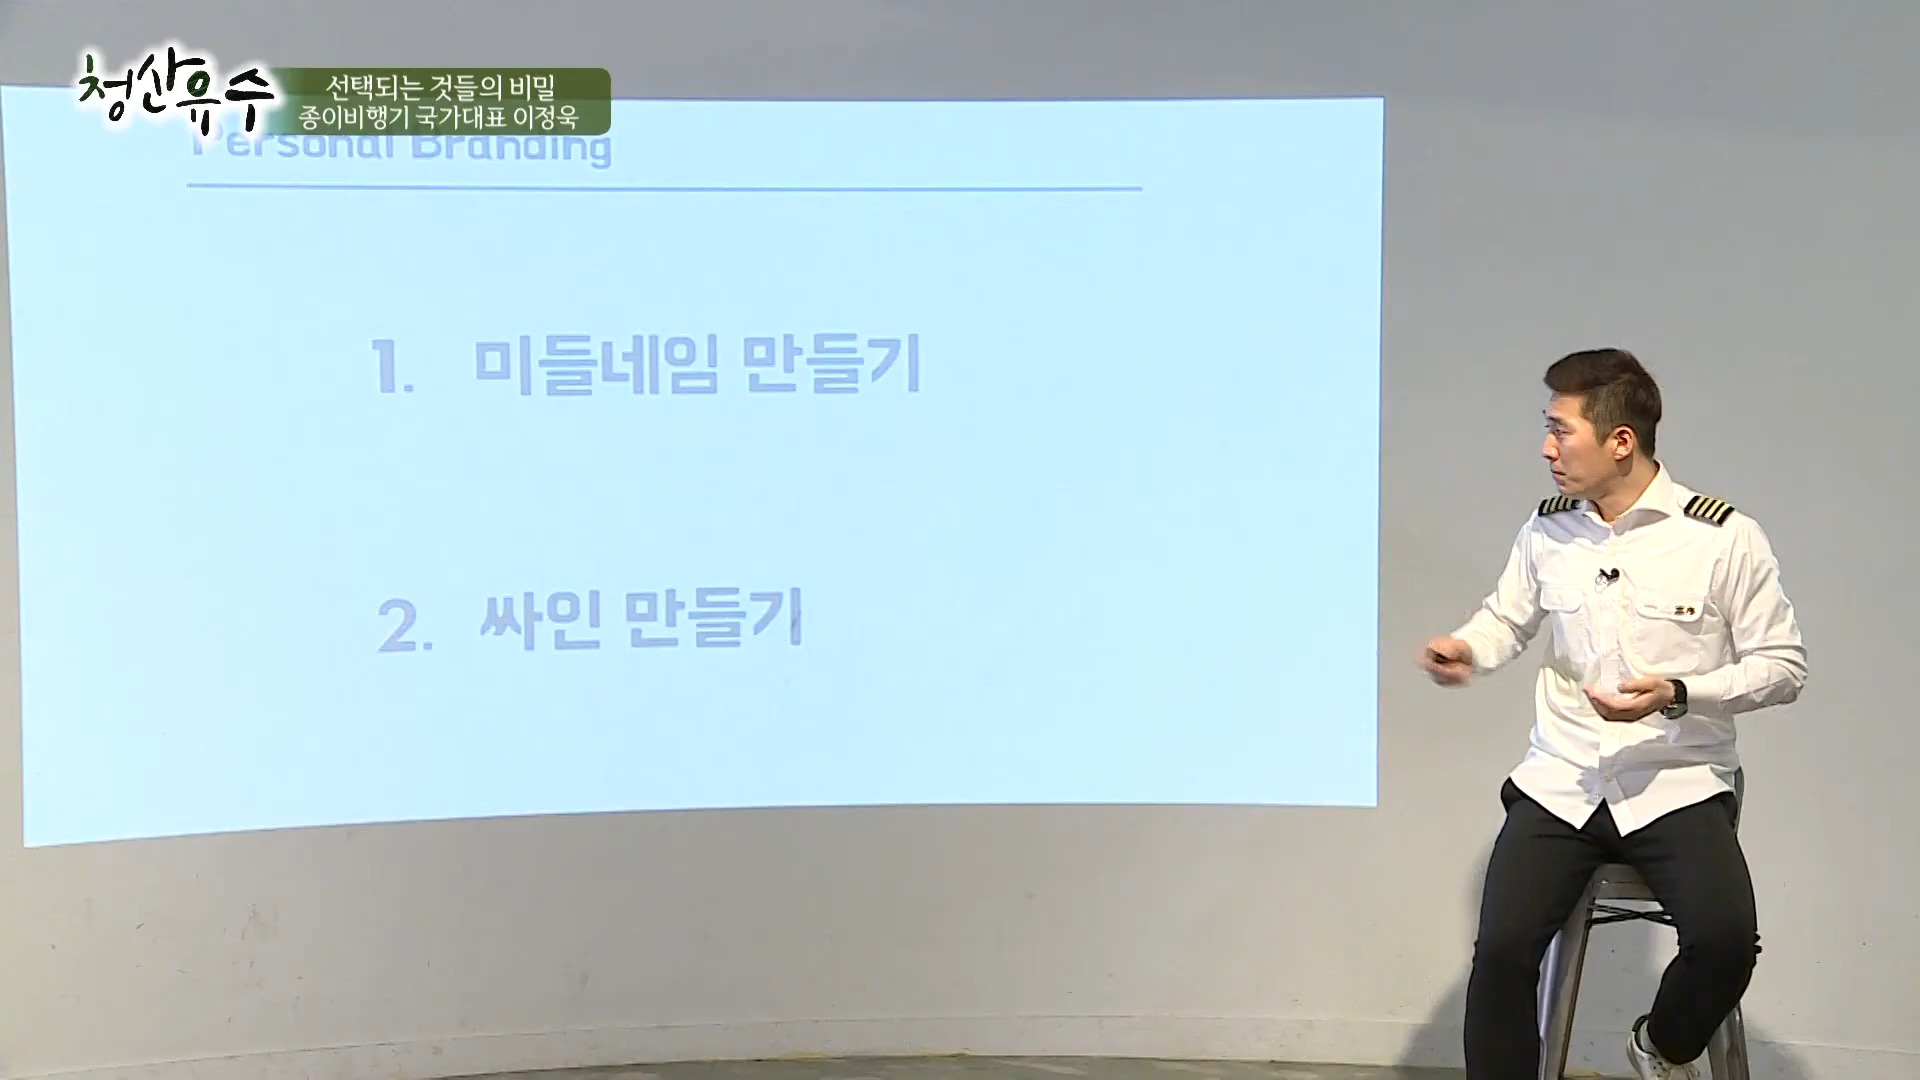 청산유수
선택되는 것들의 비밀
종이비행기 국가대표 이정욱
Personal Branding
1. 미들네임 만들기
2. 싸인 만들기